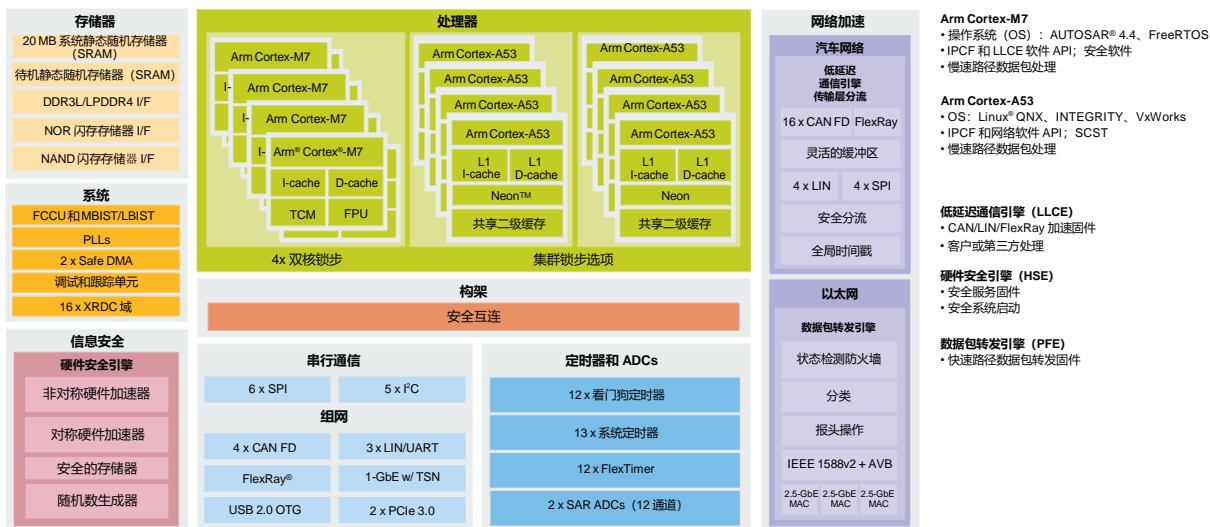 存储器
20 MB 系统静态随机存储器
(SRAM)
待机静态随机存储器（SRAM）
DDR3L/LPDDR4 I/F
NOR 闪存存储器 I/F
NAND 闪存存储器 I/F
系统
FCCU 和 MBIST/LBIST
PLLs
2 x Safe DMA
调试和跟踪单元
16 x XRDC 域
信息安全
硬件安全引擎
非对称硬件加速器
对称硬件加速器
安全的存储器
随机数生成器
处理器
Arm Cortex-M7
I-
Arm Cortex-M7
I-
Arm Cortex-M7
I-
Arm® Cortex®-M7
I-cache
D-cache
TCM
FPU
4x 双核锁步
Arm Cortex-A53
Arm Cortex-A53
Arm Cortex-A53
Arm Cortex-A53
L1
I-cache
L1
D-cache
Neon™
共享二级缓存
Arm Cortex-A53
Arm Cortex-A53
Arm Cortex-A53
Arm Cortex-A53
L1
I-cache
L1
D-cache
Neon
共享二级缓存
集群锁步选项
构架
安全互连
串行通信
6 x SPI
5 x I²C
组网
4 x CAN FD
3 x LIN/UART
FlexRay®
1-GbE w/ TSN
USB 2.0 OTG
2 x PCIe 3.0
定时器和 ADCs
12 x 看门狗定时器
13 x 系统定时器
12 x FlexTimer
2 x SAR ADCs（12 通道）
网络加速
汽车网络
低延迟
通信引擎
传输层分流
16 x CAN FD
FlexRay
灵活的缓冲区
4 x LIN
4 x SPI
安全分流
全局时间戳
以太网
数据包转发引擎
状态检测防火墙
分类
报头操作
IEEE 1588v2 + AVB
2.5-GbE
MAC
2.5-GbE
MAC
2.5-GbE
MAC
Arm Cortex-M7
• 操作系统（OS）：AUTOSAR® 4.4、FreeRTOS
• IPCF 和 LLCE 软件 API；安全软件
• 慢速路径数据包处理
Arm Cortex-A53
• OS：Linux® QNX、INTEGRITY、VxWorks
• IPCF 和网络软件 API；SCST
• 慢速路径数据包处理
低延迟通信引擎（LLCE）
• CAN/LIN/FlexRay 加速固件
• 客户或第三方处理
硬件安全引擎（HSE）
• 安全服务固件
• 安全系统启动
数据包转发引擎（PFE）
• 快速路径数据包转发固件